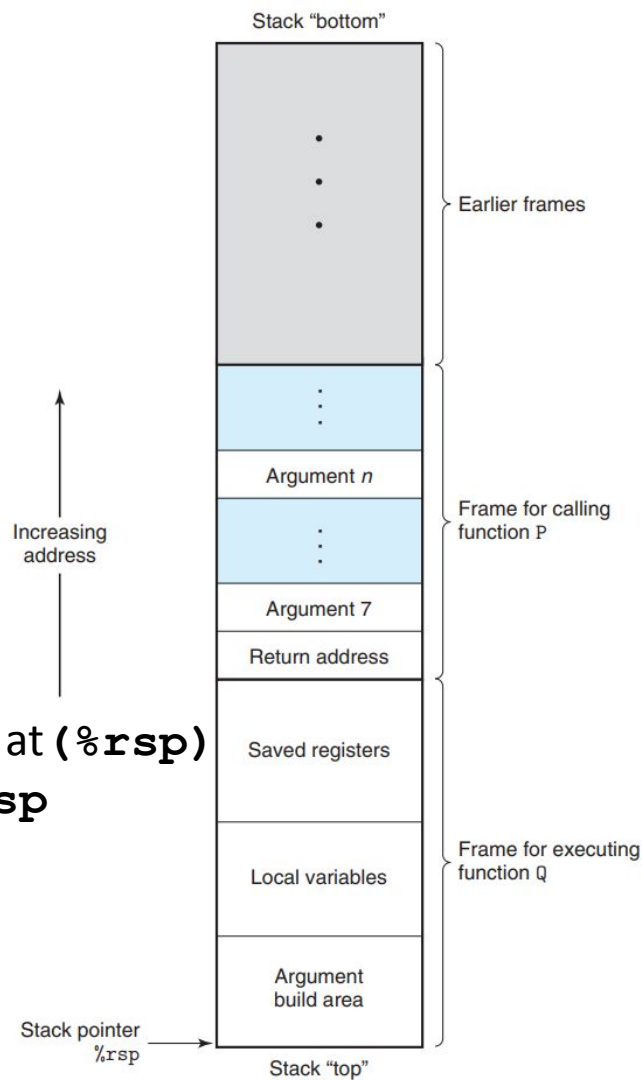 Stack “bottom”
Earlier frames
Argument n
Increasing
address
Frame for calling
function P
Argument 7
Return address
at (%rsp)
sp
Saved registers
Local variables
Frame for executing
function Q
Argument
build area
Stack pointer
%rsp
Stack “top”